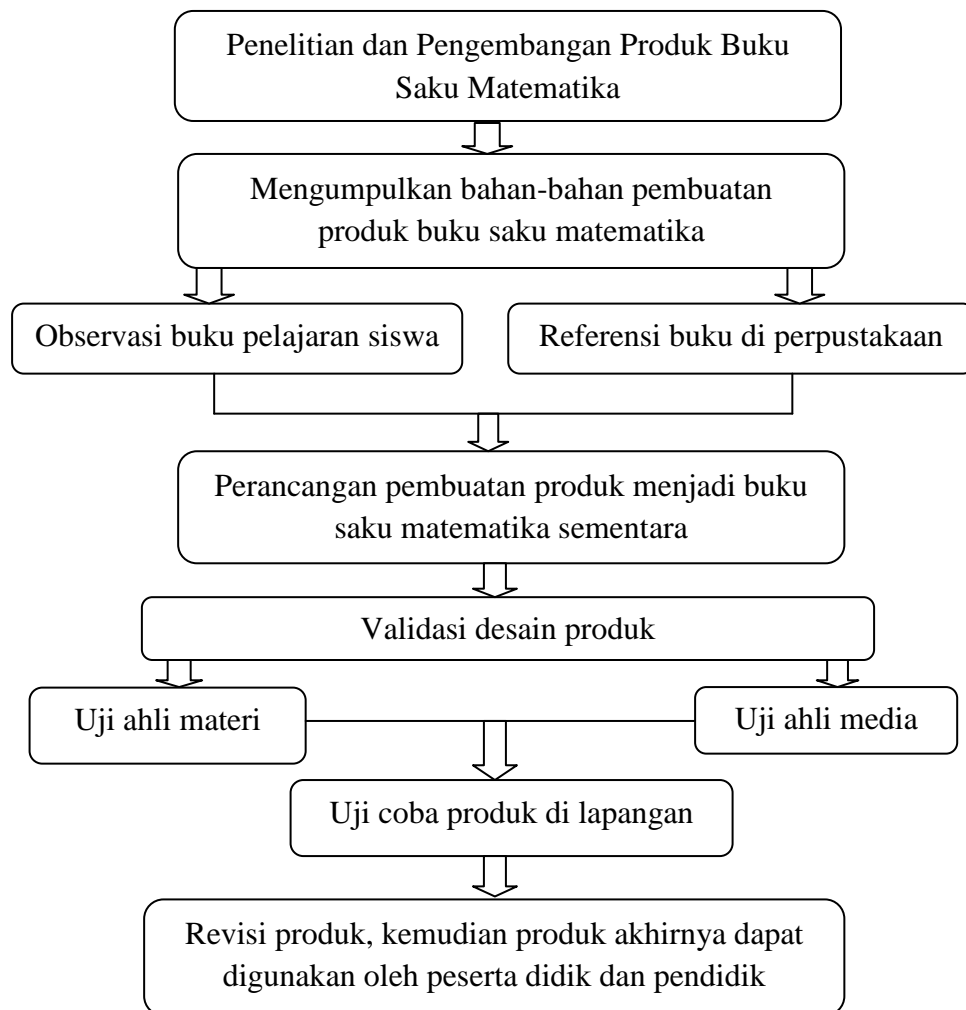 Penelitian dan Pengembangan Produk Buku
Saku Matematika
Mengumpulkan bahan-bahan pembuatan
produk buku saku matematika
Observasi buku pelajaran siswa
Referensi buku di perpustakaan
Perancangan pembuatan produk menjadi buku
saku matematika sementara
Validasi desain produk
Uji ahli materi
Uji ahli media
Uji coba produk di lapangan
Revisi produk, kemudian produk akhirnya dapat
digunakan oleh peserta didik dan pendidik